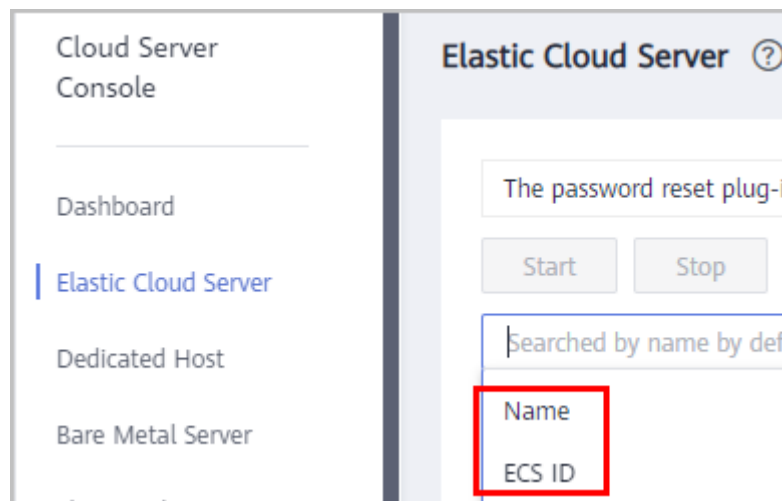 Cloud Server
Console
Dashboard
Elastic Cloud Server
Dedicated Host
Bare Metal Server
Elastic Cloud Server ?
The password reset plug-
Start Stop
Searched by name by def
Name
ECS ID